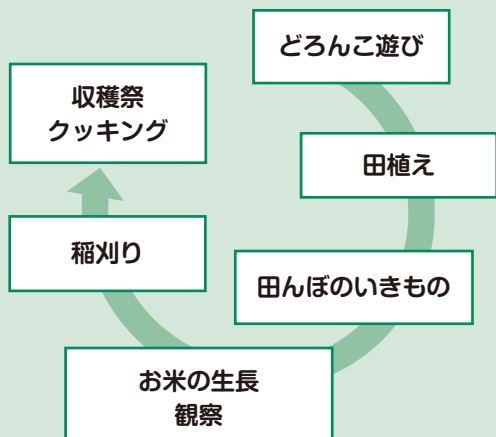 どろんこ遊び
田植え
田んぼのいきもの
お米の生長
観察
稲刈り
収穫祭
クッキング